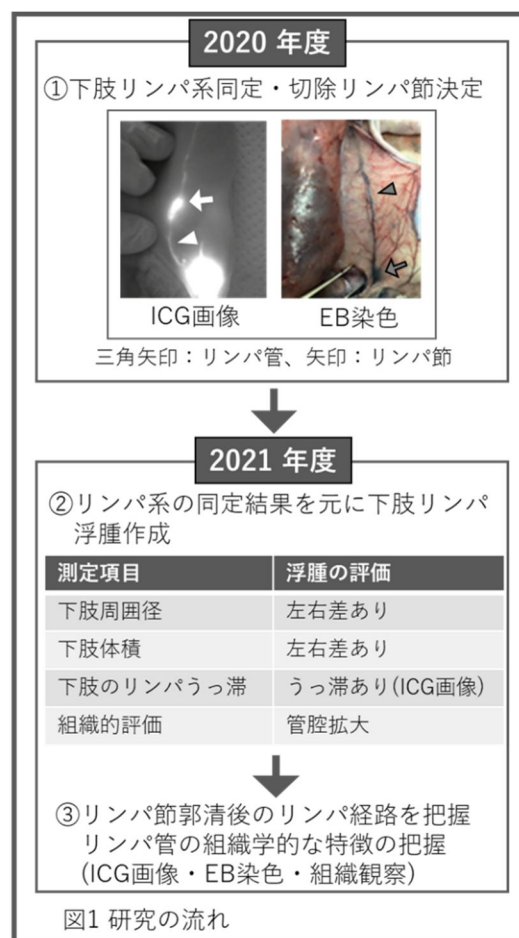 2020 年度
①下肢リンパ系同定・切除リンパ節決定
ICG画像
EB染色
三角矢印：リンパ管、矢印：リンパ節
2021 年度
②リンパ系の同定結果を元に下肢リンパ
浮腫作成
測定項目 浮腫の評価
下肢周囲径 左右差あり
下肢体積 左右差あり
下肢のリンパうっ滞 うっ滞あり(ICG画像)
組織的評価 管腔拡大
③リンパ節郭清後のリンパ経路を把握
リンパ管の組織学的な特徴の把握
(ICG画像・EB染色・組織観察)
図1 研究の流れ